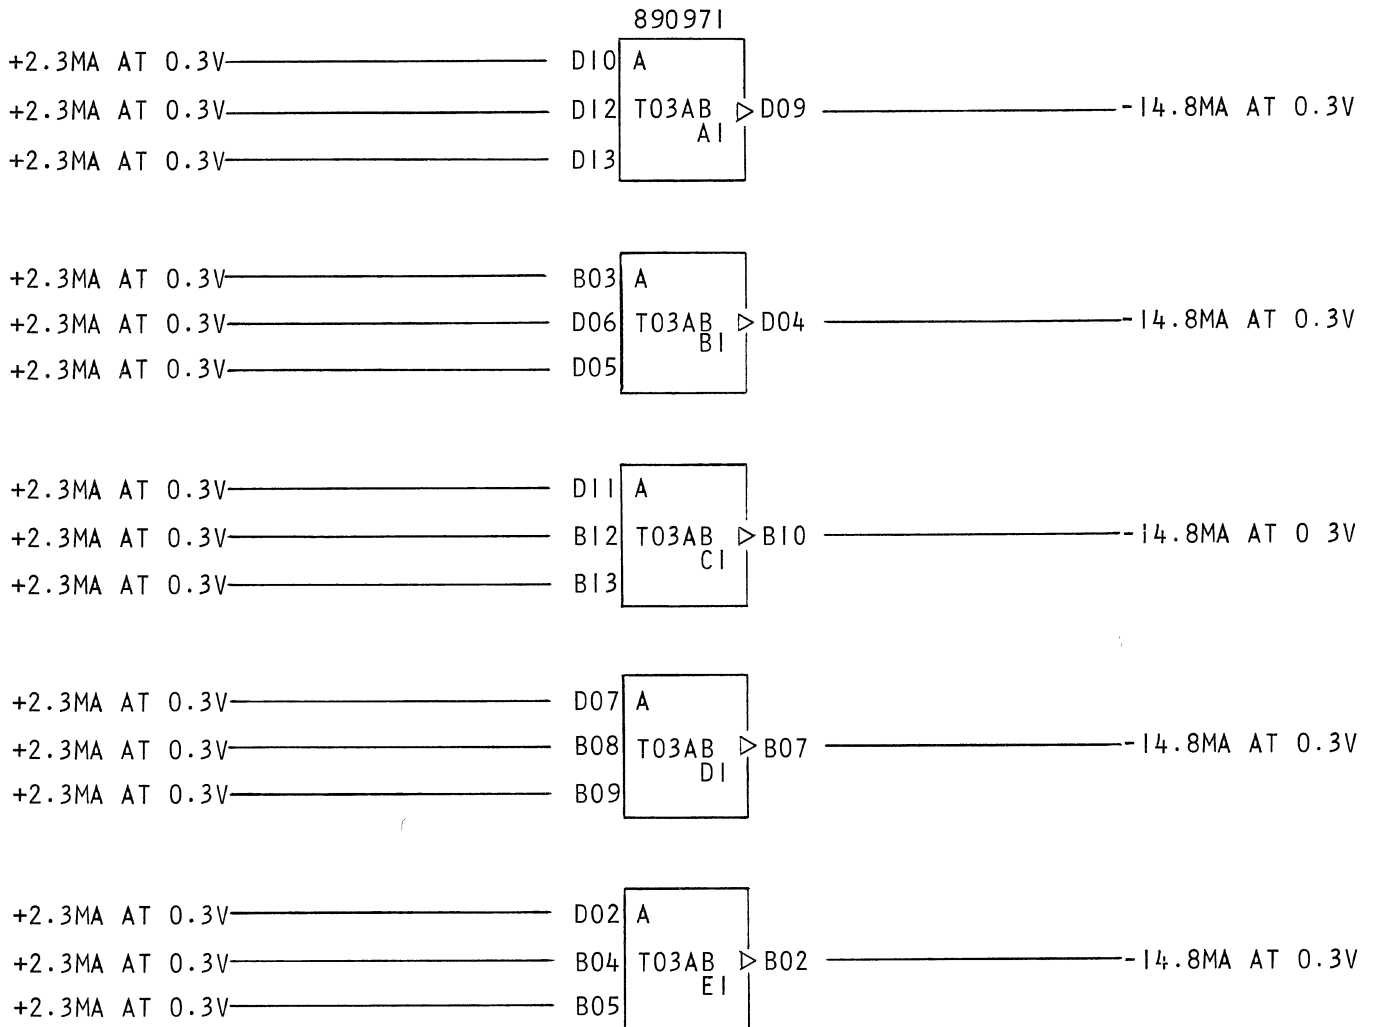 890971
+2.3MA AT 0.3V D10 A
+2.3MA AT 0.3V D12 T03AB D09 -14.8MA AT 0.3V
A1
+2.3MA AT 0.3V D13
+2.3MA AT 0.3V B03 A
+2.3MA AT 0.3V D06 T03AB D04 -14.8MA AT 0.3V
B1
+2.3MA AT 0.3V D05
+2.3MA AT 0.3V D11 A
+2.3MA AT 0.3V B12 T03AB B10 -14.8MA AT 0 3V
C1
+2.3MA AT 0.3V B13
+2.3MA AT 0.3V D07 A
+2.3MA AT 0.3V B08 T03AB B07 -14.8MA AT 0.3V
D1
+2.3MA AT 0.3V B09
+2.3MA AT 0.3V D02 A
+2.3MA AT 0.3V B04 T03AB B02 -14.8MA AT 0.3V
E1
+2.3MA AT 0.3V B05